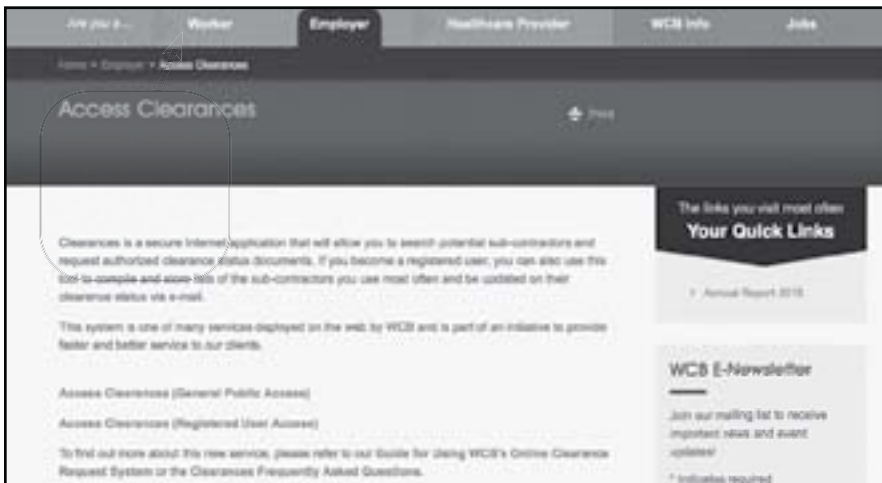 Are you a...
Worker
Employer
Healthcare Provider
WCB Info
Jobs
Home > Employer > Access Clearances
Access Clearances
Print
Clearances is a secure Internet application that will allow you to search potential sub-contractors and
request authorized clearance status documents. If you become a registered user, you can also use this
tool to compile and store lists of the sub-contractors you use most often and be updated on their
clearance status via e-mail.
This system is one of many services deployed on the web by WCB and is part of an initiative to provide
faster and better service to our clients.
Access Clearances (General Public Access)
Access Clearances (Registered User Access)
To find out more about this new service, please refer to our Guide for Using WCB's Online Clearance
Request System or the Clearances Frequently Asked Questions.
The links you visit most often
Your Quick Links
> Annual Report 2015
WCB E-Newsletter
Join our mailing list to receive
important news and event
updates!
* indicates required